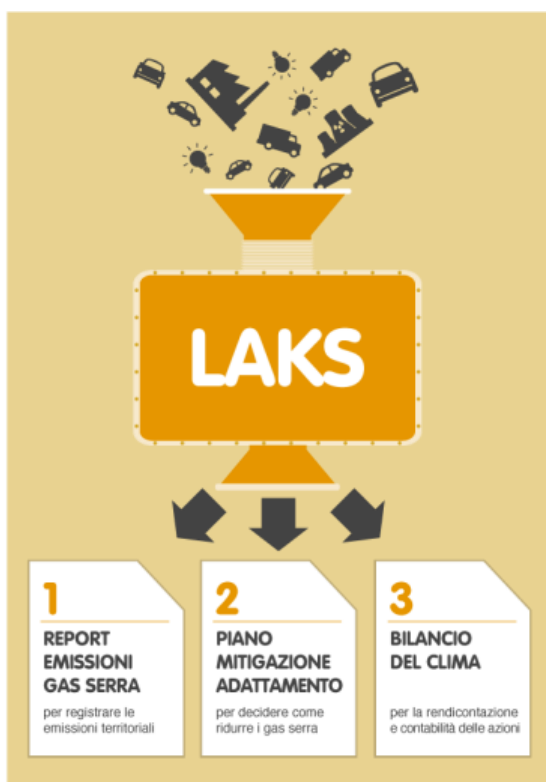 LAKS
1
REPORT
EMISSIONI
GAS SERRA
per registrare le
emissioni territoriali
2
PIANO
MITIGAZIONE
ADATTAMENTO
per decidere come
ridurre i gas serra
3
BILANCIO
DEL CLIMA
per la rendicontazione
e contabilità delle azioni